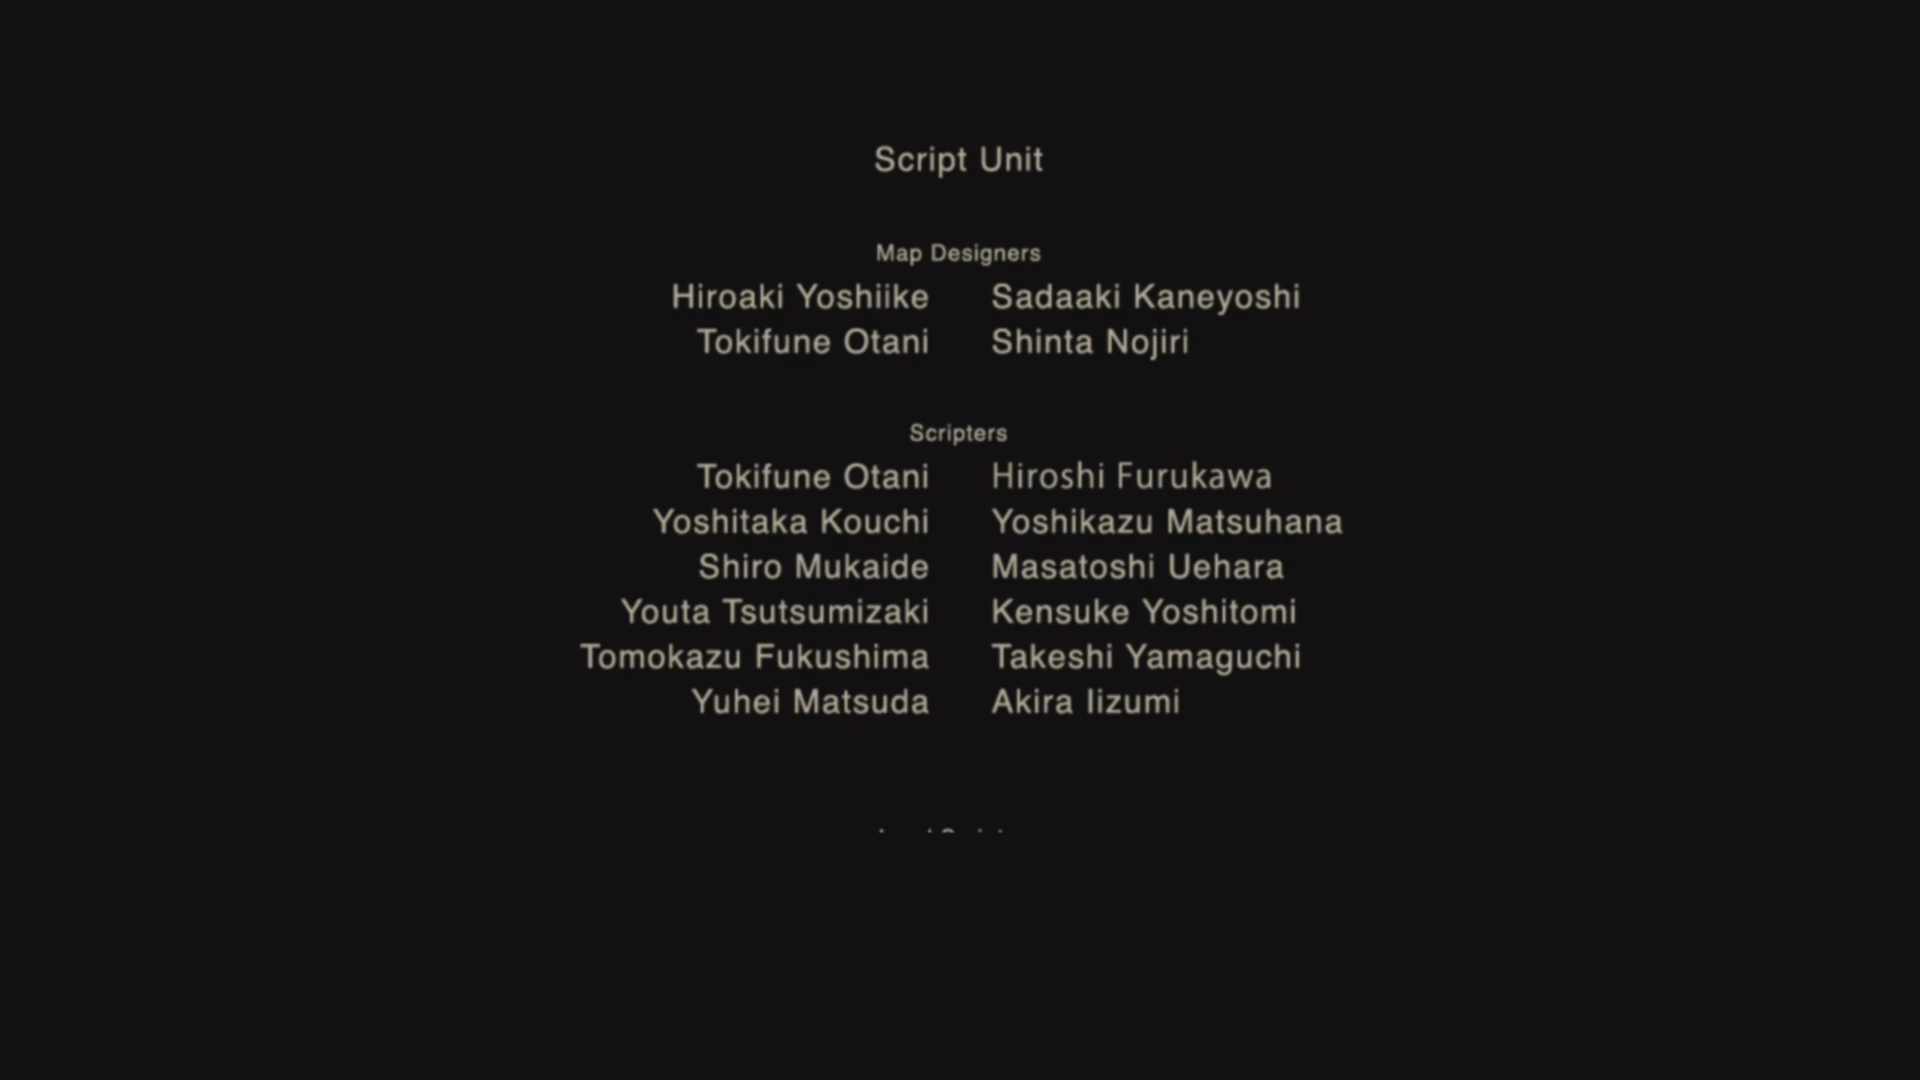 Script Unit
Map Designers
Hiroaki Yoshiike Sadaaki Kaneyoshi
Tokifune Otani Shinta Nojiri
Scripters
Tokifune Otani Hiroshi Furukawa
Yoshitaka Kouchi Yoshikazu Matsuhana
Shiro Mukaide Masatoshi Uehara
Youta Tsutsumizaki Kensuke Yoshitomi
Tomokazu Fukushima Takeshi Yamaguchi
Yuhei Matsuda Akira Iizumi